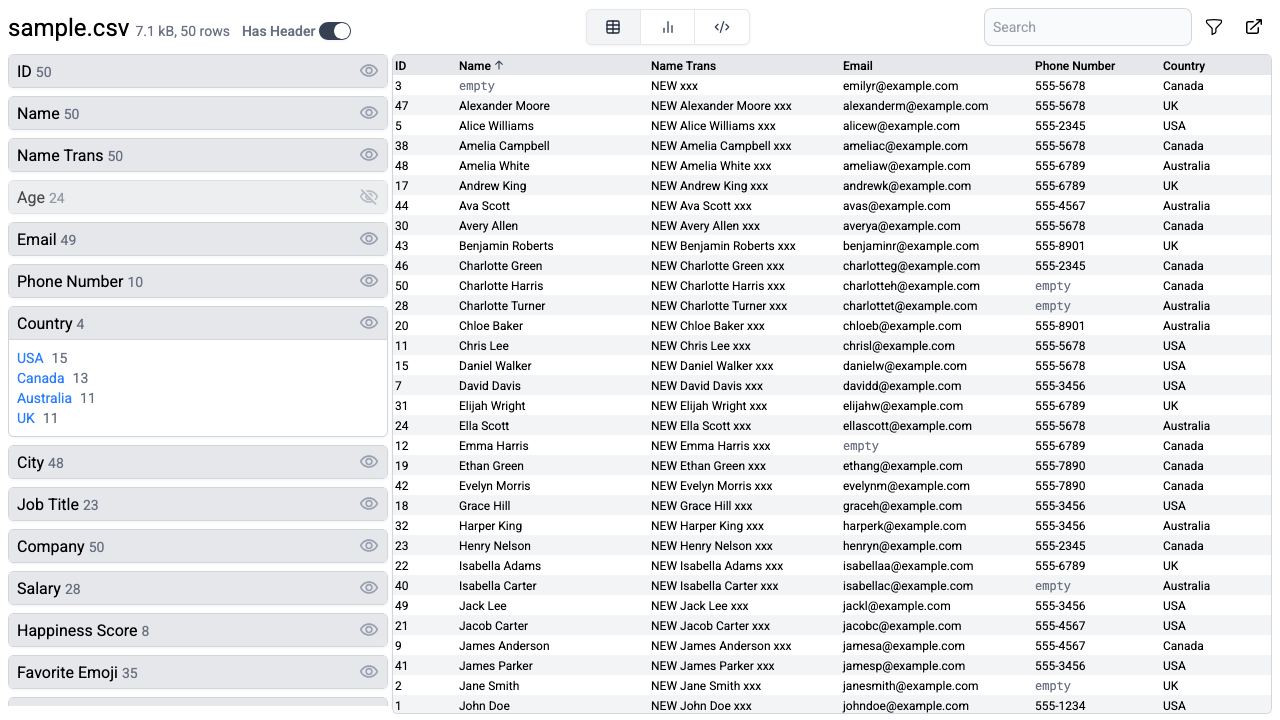 sample.csv 7.1 kB, 50 rows Has Header
Search
ID 50
Name 50
Name Trans 50
Age 24
Email 49
Phone Number 10
Country 4
USA 15
Canada 13
Australia 11
UK 11
City 48
Job Title 23
Company 50
Salary 28
Happiness Score 8
Favorite Emoji 35
ID Name ↑ Name Trans Email Phone Number Country
3 empty NEW xxx emilyr@example.com 555-5678 Canada
47 Alexander Moore NEW Alexander Moore xxx alexanderm@example.com 555-5678 UK
5 Alice Williams NEW Alice Williams xxx alicew@example.com 555-2345 USA
38 Amelia Campbell NEW Amelia Campbell xxx ameliac@example.com 555-5678 Canada
48 Amelia White NEW Amelia White xxx ameliaw@example.com 555-6789 Australia
17 Andrew King NEW Andrew King xxx andrewk@example.com 555-6789 UK
44 Ava Scott NEW Ava Scott xxx avas@example.com 555-4567 Australia
30 Avery Allen NEW Avery Allen xxx averya@example.com 555-5678 Canada
43 Benjamin Roberts NEW Benjamin Roberts xxx benjaminr@example.com 555-8901 UK
46 Charlotte Green NEW Charlotte Green xxx charlotteg@example.com 555-2345 Canada
50 Charlotte Harris NEW Charlotte Harris xxx charlotteh@example.com empty Canada
28 Charlotte Turner NEW Charlotte Turner xxx charlottet@example.com empty Australia
20 Chloe Baker NEW Chloe Baker xxx chloeb@example.com 555-8901 Australia
11 Chris Lee NEW Chris Lee xxx chrisl@example.com 555-5678 USA
15 Daniel Walker NEW Daniel Walker xxx danielw@example.com 555-5678 USA
7 David Davis NEW David Davis xxx davidd@example.com 555-3456 USA
31 Elijah Wright NEW Elijah Wright xxx elijahw@example.com 555-6789 UK
24 Ella Scott NEW Ella Scott xxx ellascott@example.com 555-5678 Australia
12 Emma Harris NEW Emma Harris xxx empty 555-6789 Canada
19 Ethan Green NEW Ethan Green xxx ethang@example.com 555-7890 Canada
42 Evelyn Morris NEW Evelyn Morris xxx evelynm@example.com 555-7890 Canada
18 Grace Hill NEW Grace Hill xxx graceh@example.com 555-3456 USA
32 Harper King NEW Harper King xxx harperk@example.com 555-3456 Australia
23 Henry Nelson NEW Henry Nelson xxx henryn@example.com 555-2345 Canada
22 Isabella Adams NEW Isabella Adams xxx isabellaa@example.com 555-6789 UK
40 Isabella Carter NEW Isabella Carter xxx isabellac@example.com empty Australia
49 Jack Lee NEW Jack Lee xxx jackl@example.com 555-3456 USA
21 Jacob Carter NEW Jacob Carter xxx jacobc@example.com 555-4567 USA
9 James Anderson NEW James Anderson xxx jamesa@example.com 555-4567 Canada
41 James Parker NEW James Parker xxx jamesp@example.com 555-3456 USA
2 Jane Smith NEW Jane Smith xxx janesmith@example.com empty UK
1 John Doe NEW John Doe xxx johndoe@example.com 555-1234 USA